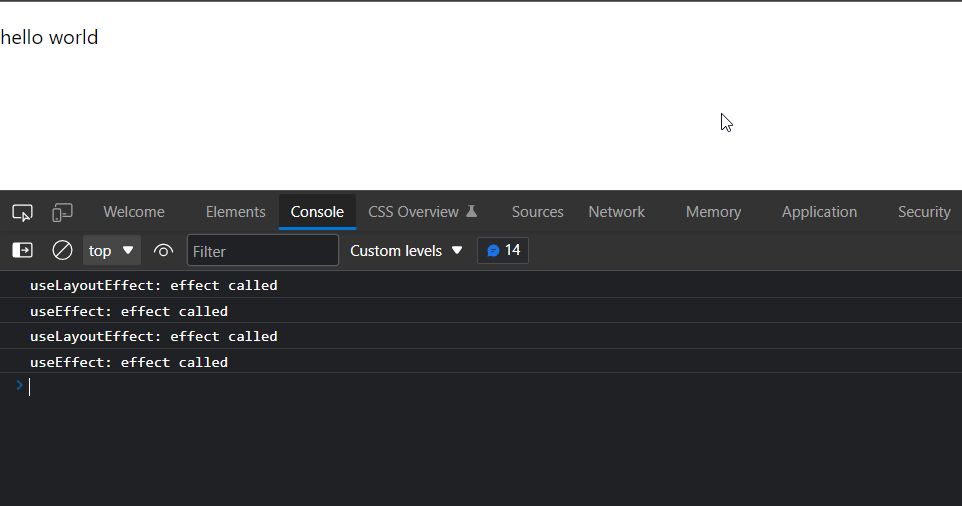 hello world
Welcome Elements Console CSS Overview Sources Network Memory Application Security
top Filter Custom levels 14
useLayoutEffect: effect called
useEffect: effect called
useLayoutEffect: effect called
useEffect: effect called